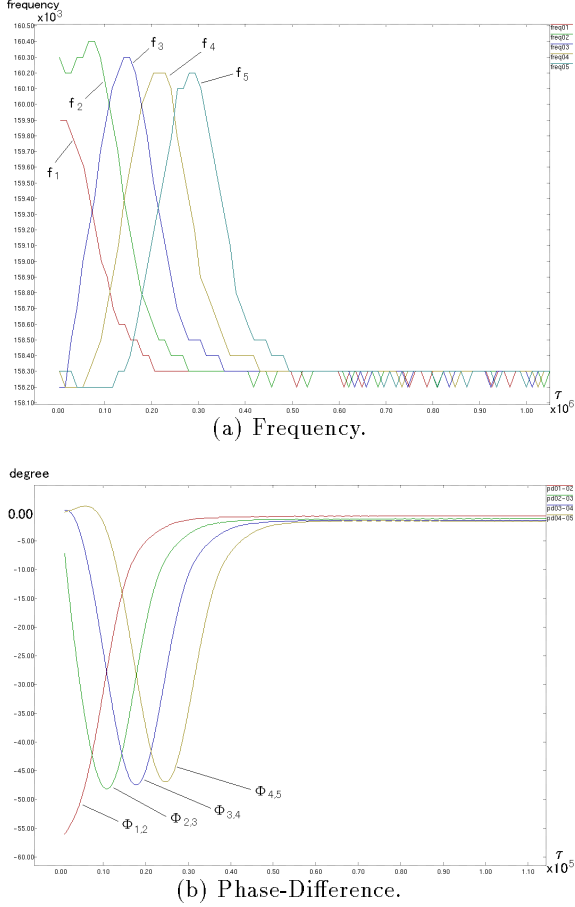 frequency
x10³
160.50
160.30
160.30
160.20
160.10
160.00
159.90
159.80
159.70
159.60
159.50
159.40
159.30
159.20
159.10
159.00
158.90
158.80
158.70
158.60
158.50
158.40
158.30
158.20
158.10
freq01
freq02
freq03
freq04
freq05
f₁
f₂
f₃
f₄
f₅
0.00 0.10 0.20 0.30 0.40 0.50 0.60 0.70 0.80 0.90 1.00
τ
x10⁶
(a) Frequency.
degree
0.00
-5.00
-10.00
-15.00
-20.00
-25.00
-30.00
-35.00
-40.00
-45.00
-50.00
-55.00
-60.00
pd01-02
pd02-03
pd03-04
pd04-05
Φ₁,₂
Φ₂,₃
Φ₃,₄
Φ₄,₅
0.00 0.10 0.20 0.30 0.40 0.50 0.60 0.70 0.80 0.90 1.00 1.10
τ
x10⁵
(b) Phase-Difference.